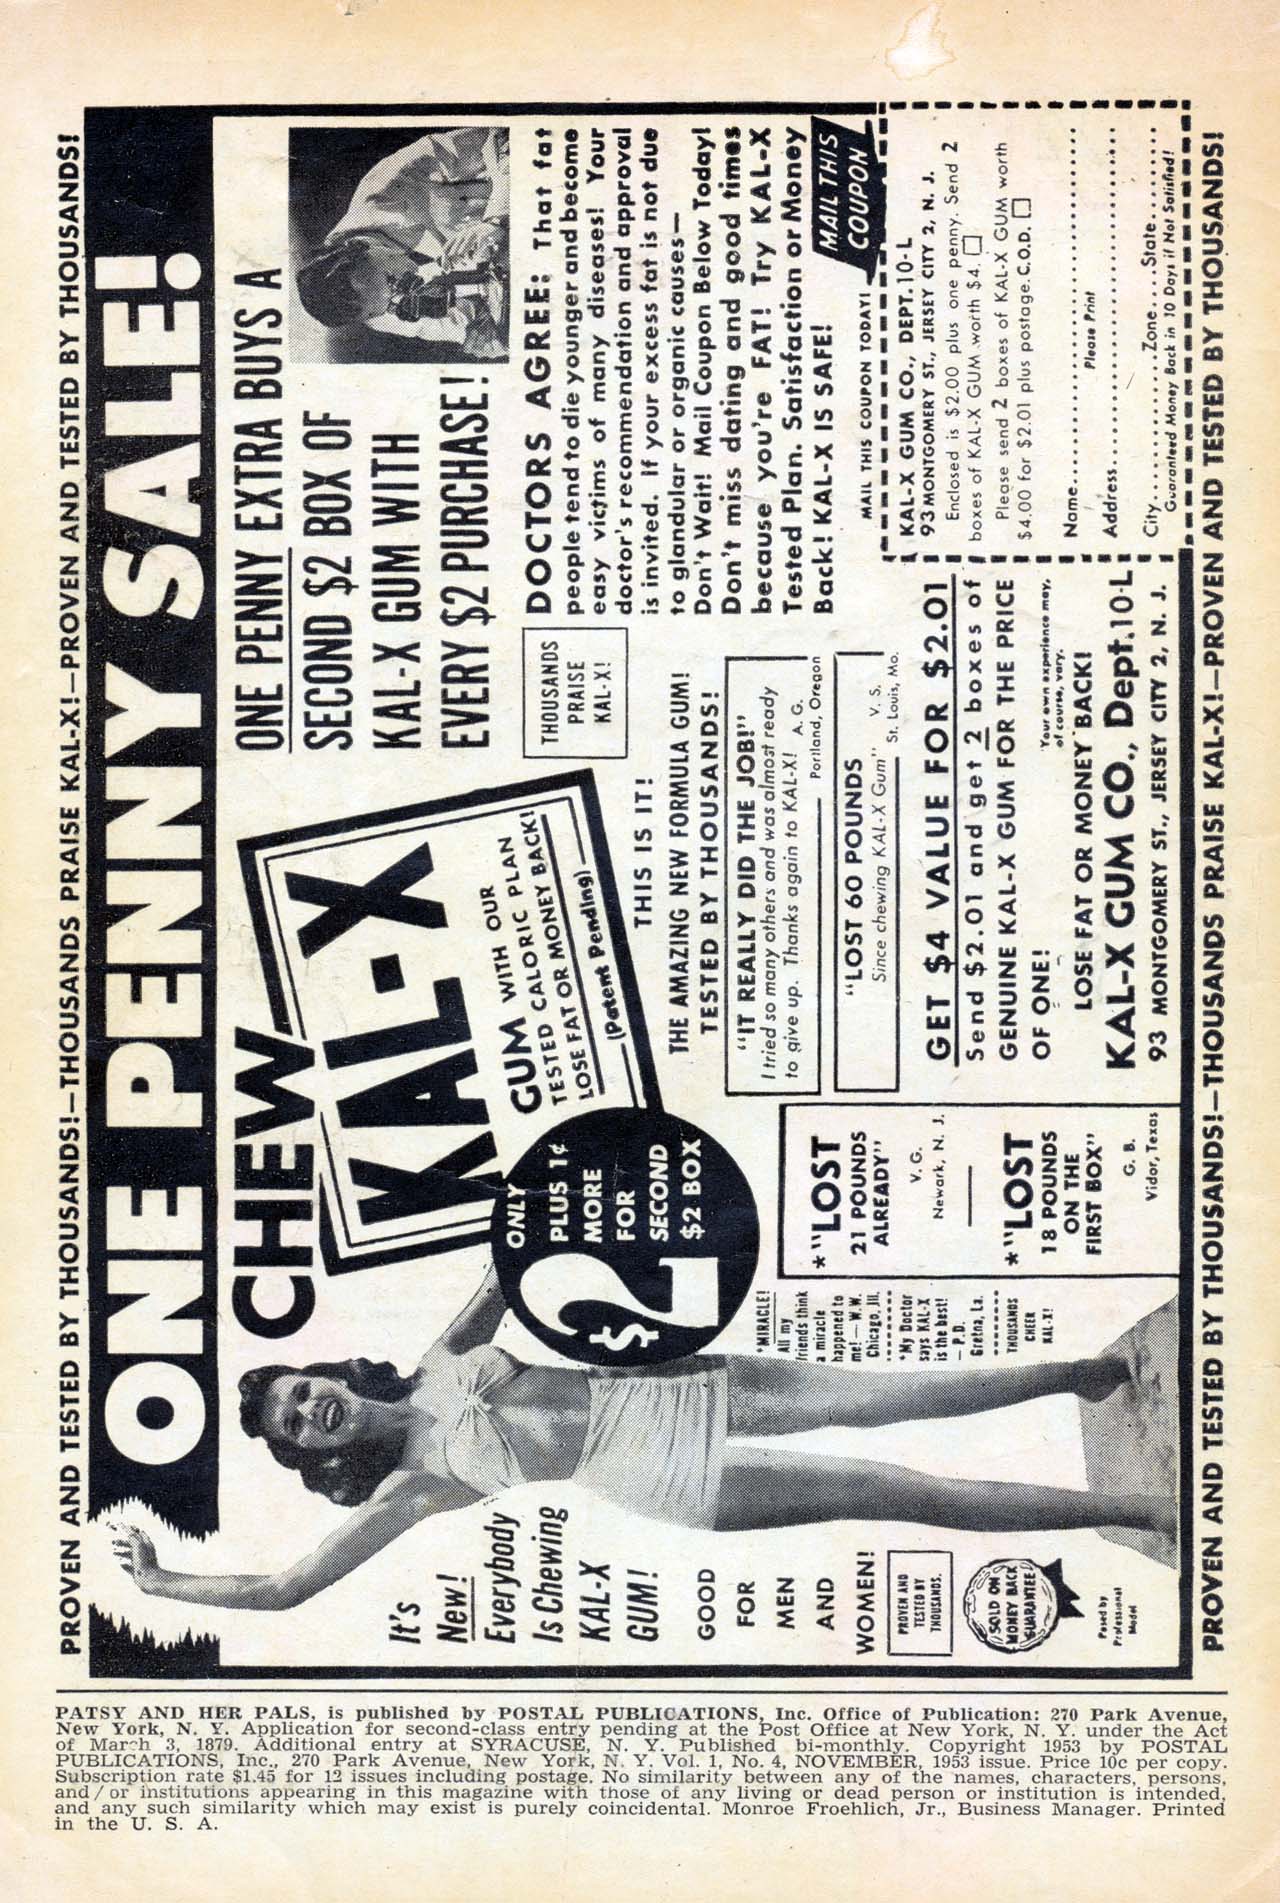 PROVEN AND TESTED BY THOUSANDS!—THOUSANDS PRAISE KAL-X!—PROVEN AND TESTED BY THOUSANDS!
ONE PENNY SALE!
It's
New!
Everybody
Is Chewing
KAL-X
GUM!
GOOD
FOR
MEN
AND
WOMEN!
PROVEN AND
TESTED BY
THOUSANDS.
SOLD ON
MONEY BACK
GUARANTEE
Posed by
Professional
Model
CHEW
KAL-X
GUM WITH OUR
TESTED CALORIC PLAN
LOSE FAT OR MONEY BACK!
(Patent Pending)
ONLY
$2
PLUS 1¢
MORE
FOR
SECOND
$2 BOX
"MIRACLE!
All my
friends think
a miracle
happened to
me! — W.W.
Chicago, Ill.
"My Doctor
says KAL-X
is the best!
— P.D.
Gretna, La.
THOUSANDS
CHEER
KAL-X!
*"LOST
21 POUNDS
ALREADY"
V. G.
Newark, N. J.
*"LOST
18 POUNDS
ON THE
FIRST BOX"
G. B.
Vidor, Texas
ONE PENNY EXTRA BUYS A
SECOND $2 BOX OF
KAL-X GUM WITH
EVERY $2 PURCHASE!
THOUSANDS
PRAISE
KAL-X!
THIS IS IT!
THE AMAZING NEW FORMULA GUM!
TESTED BY THOUSANDS!
"IT REALLY DID THE JOB!"
I tried so many others and was almost ready
to give up. Thanks again to KAL-X! A. G.
Portland, Oregon
"LOST 60 POUNDS
Since chewing KAL-X Gum" V. S.
St. Louis, Mo.
GET $4 VALUE FOR $2.01
Send $2.01 and get 2 boxes of
GENUINE KAL-X GUM FOR THE PRICE
OF ONE!
Your own experience may,
of course, vary.
LOSE FAT OR MONEY BACK!
KAL-X GUM CO., Dept.10-L
93 MONTGOMERY ST., JERSEY CITY 2, N. J.
DOCTORS AGREE: That fat
people tend to die younger and become
easy victims of many diseases! Your
doctor's recommendation and approval
is invited. If your excess fat is not due
to glandular or organic causes—
Don't Wait! Mail Coupon Below Today!
Don't miss dating and good times
because you're FAT! Try KAL-X
Tested Plan. Satisfaction or Money
Back! KAL-X IS SAFE!
MAIL THIS
COUPON
MAIL THIS COUPON TODAY!
KAL-X GUM CO., DEPT. 10-L
93 MONTGOMERY ST., JERSEY CITY 2, N. J.
Enclosed is $2.00 plus one penny. Send 2
boxes of KAL-X GUM worth $4. □
Please send 2 boxes of KAL-X GUM worth
$4.00 for $2.01 plus postage. C.O.D. □
Name
Please Print
Address
City.......Zone....State
Guaranteed Money Back in 10 Days if Not Satisfied!
PROVEN AND TESTED BY THOUSANDS!—THOUSANDS PRAISE KAL-X!—PROVEN AND TESTED BY THOUSANDS!
PATSY AND HER PALS, is published by POSTAL PUBLICATIONS, Inc. Office of Publication: 270 Park Avenue,
New York, N. Y. Application for second-class entry pending at the Post Office at New York, N. Y. under the Act
of March 3, 1879. Additional entry at SYRACUSE, N. Y. Published bi-monthly. Copyright 1953 by POSTAL
PUBLICATIONS, Inc., 270 Park Avenue, New York, N. Y. Vol. 1, No. 4, NOVEMBER, 1953 issue. Price 10c per copy.
Subscription rate $1.45 for 12 issues including postage. No similarity between any of the names, characters, persons,
and/or institutions appearing in this magazine with those of any living or dead person or institution is intended,
and any such similarity which may exist is purely coincidental. Monroe Froehlich, Jr., Business Manager. Printed
in the U. S. A.